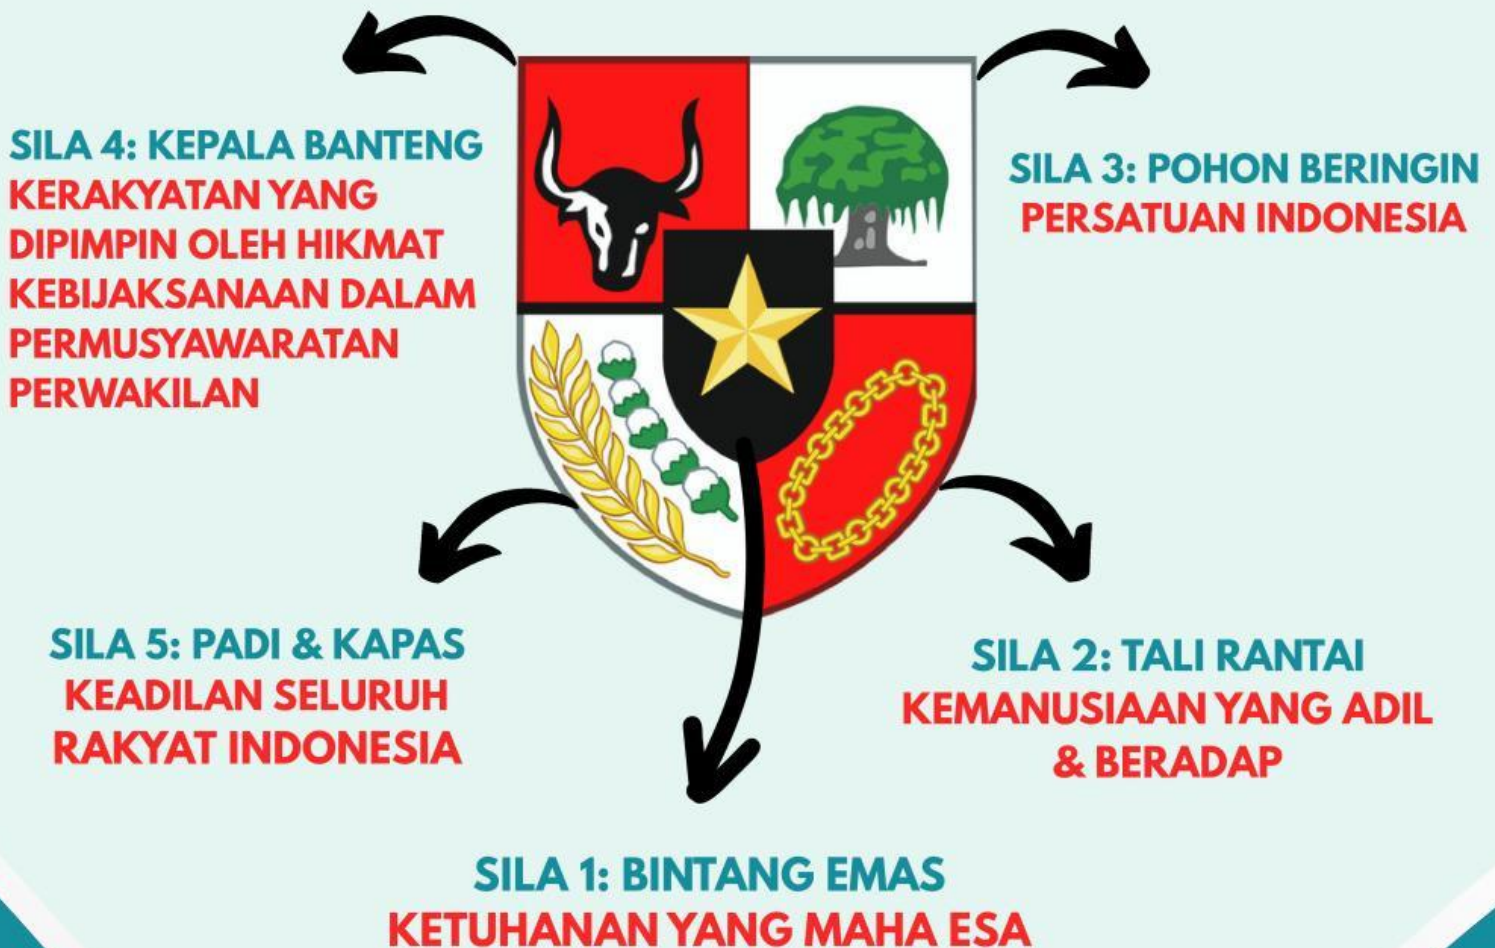 SILA 4: KEPALA BANTENG
KERAKYATAN YANG
DIPIMPIN OLEH HIKMAT
KEBIJAKSANAAN DALAM
PERMUSYAWARATAN
PERWAKILAN
SILA 3: POHON BERINGIN
PERSATUAN INDONESIA
SILA 5: PADI & KAPAS
KEADILAN SELURUH
RAKYAT INDONESIA
SILA 2: TALI RANTAI
KEMANUSIAAN YANG ADIL
& BERADAP
SILA 1: BINTANG EMAS
KETUHANAN YANG MAHA ESA